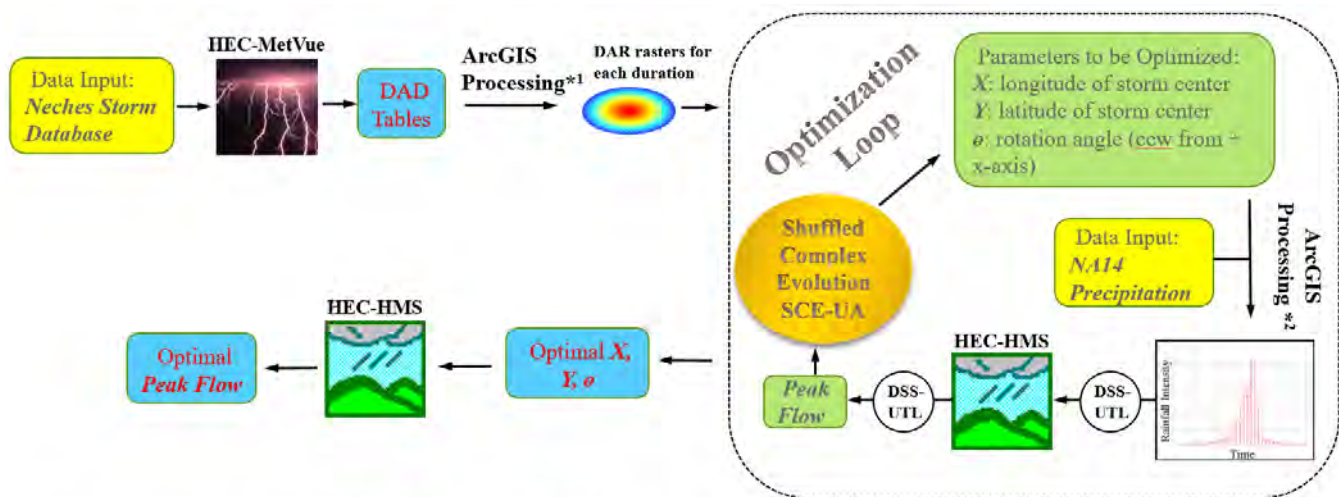 Data Input:
Neches Storm
Database
HEC-MetVue
DAD
Tables
ArcGIS
Processing*1
DAR rasters for
each duration
Optimization
Loop
Parameters to be Optimized:
X: longitude of storm center
Y: latitude of storm center
ɵ: rotation angle (ccw from +
x-axis)
ArcGIS
Processing *2
Data Input:
NA14
Precipitation
Shuffled
Complex
Evolution
SCE-UA
Rainfall Intensity
Time
DSS-
UTL
HEC-HMS
DSS-
UTL
Peak
Flow
Optimal X,
Y, ɵ
HEC-HMS
Optimal
Peak Flow